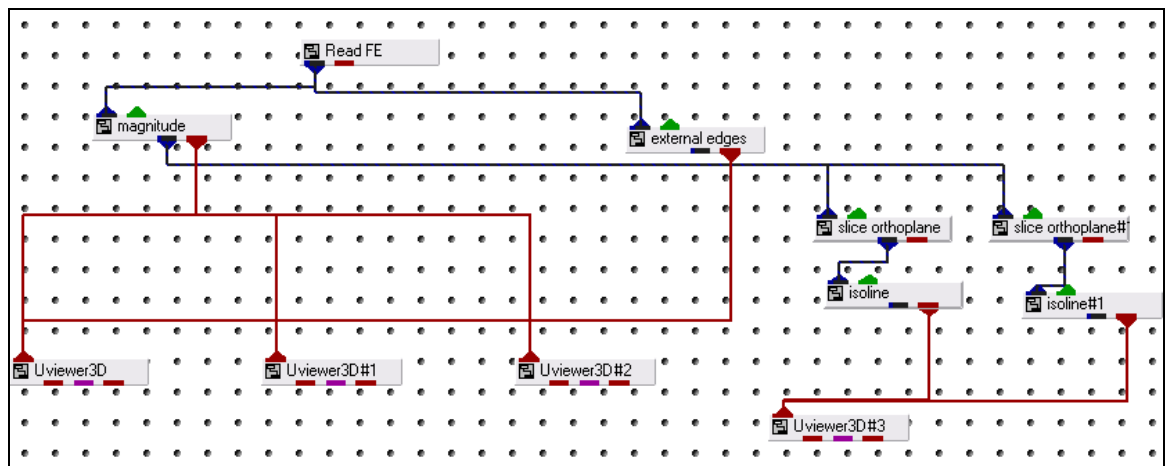 Read FE
magnitude
external edges
slice orthoplane
slice orthoplane#1
isoline
isoline#1
Uviewer3D
Uviewer3D#1
Uviewer3D#2
Uviewer3D#3